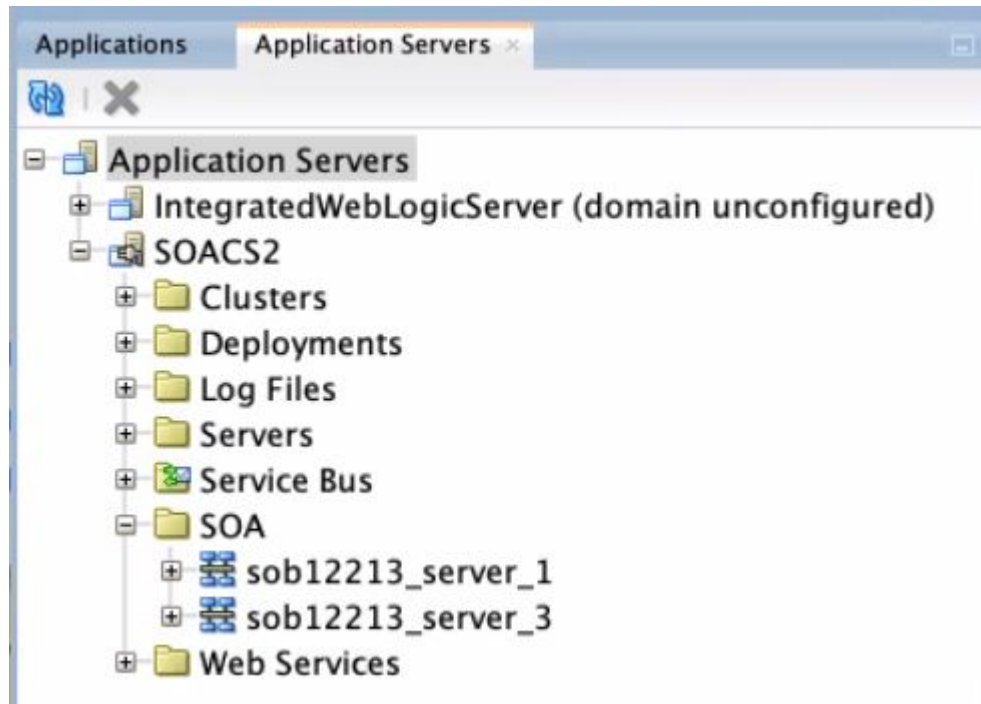 Applications Application Servers
Application Servers
IntegratedWebLogicServer (domain unconfigured)
SOACS2
Clusters
Deployments
Log Files
Servers
Service Bus
SOA
sob12213_server_1
sob12213_server_3
Web Services